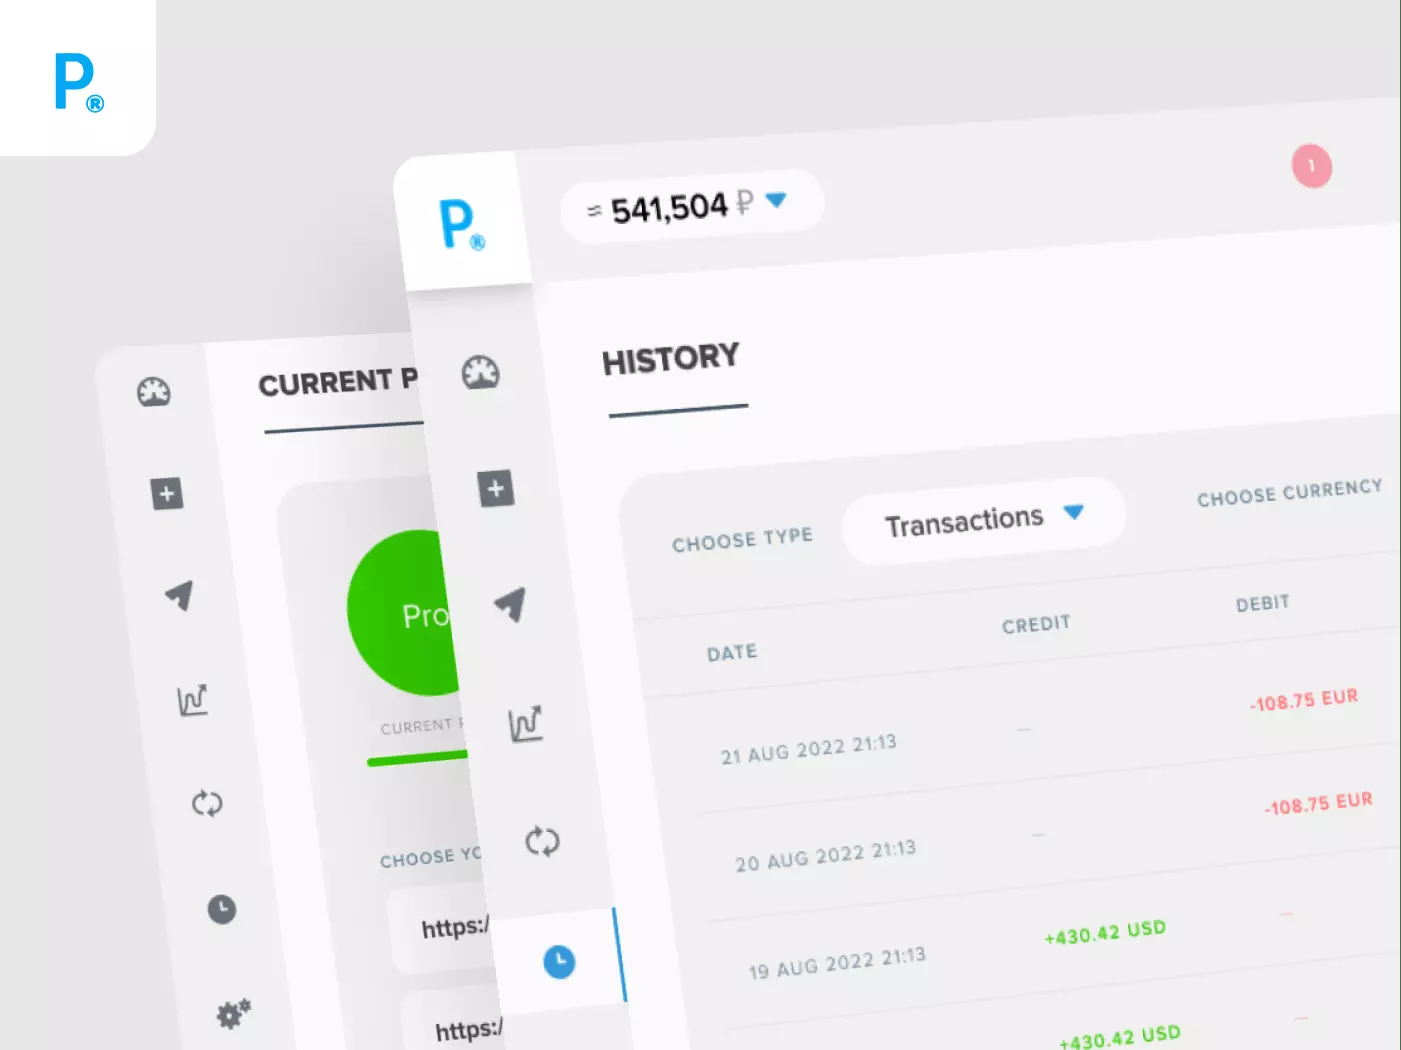 P®
P®
≈ 541,504 ₽
1
HISTORY
CHOOSE TYPE
Transactions
CHOOSE CURRENCY
DATE
CREDIT
DEBIT
21 AUG 2022 21:13
–
-108.75 EUR
20 AUG 2022 21:13
–
-108.75 EUR
19 AUG 2022 21:13
+430.42 USD
–
+430.42 USD
–
CURRENT P
Pro
CURRENT P
CHOOSE YO
https:/
https:/